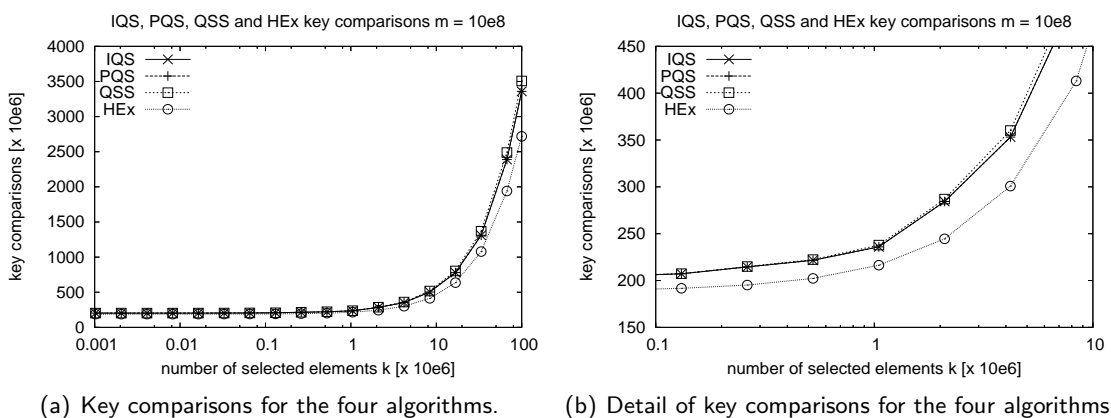 IQS, PQS, QSS and HEx key comparisons m = 10e8
key comparisons [x 10e6]
4000
3500
3000
2500
2000
1500
1000
500
0
IQS
PQS
QSS
HEx
0.001
0.01
0.1
1
10
100
number of selected elements k [x 10e6]
(a) Key comparisons for the four algorithms.
IQS, PQS, QSS and HEx key comparisons m = 10e8
key comparisons [x 10e6]
450
400
350
300
250
200
150
IQS
PQS
QSS
HEx
0.1
1
10
number of selected elements k [x 10e6]
(b) Detail of key comparisons for the four algorithms